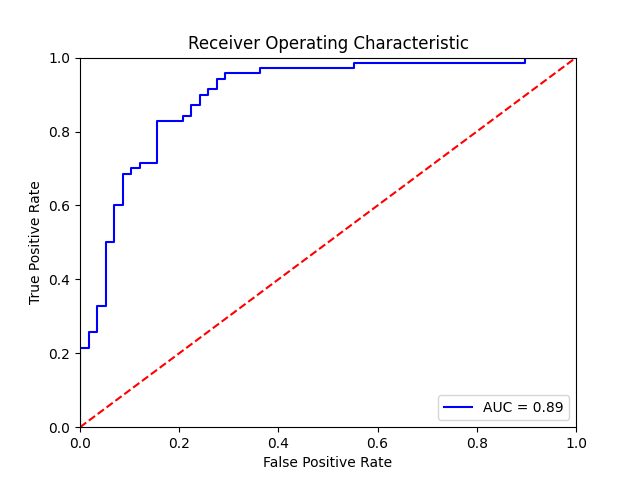 Receiver Operating Characteristic
1.0
0.8
0.6
0.4
0.2
0.0
True Positive Rate
AUC = 0.89
0.0 0.2 0.4 0.6 0.8 1.0
False Positive Rate